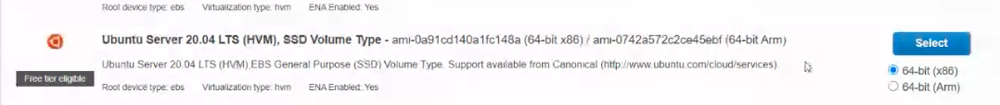 Root device type: ebs Virtualization type: hvm ENA Enabled: Yes
Ubuntu Server 20.04 LTS (HVM), SSD Volume Type - ami-0a91cd140a1fc148a (64-bit x86) / ami-0742a572c2ce45ebf (64-bit Arm)
Select
Ubuntu Server 20.04 LTS (HVM),EBS General Purpose (SSD) Volume Type. Support available from Canonical (http://www.ubuntu.com/cloud/services).
64-bit (x86)
Free tier eligible
Root device type: ebs Virtualization type: hvm ENA Enabled: Yes
64-bit (Arm)